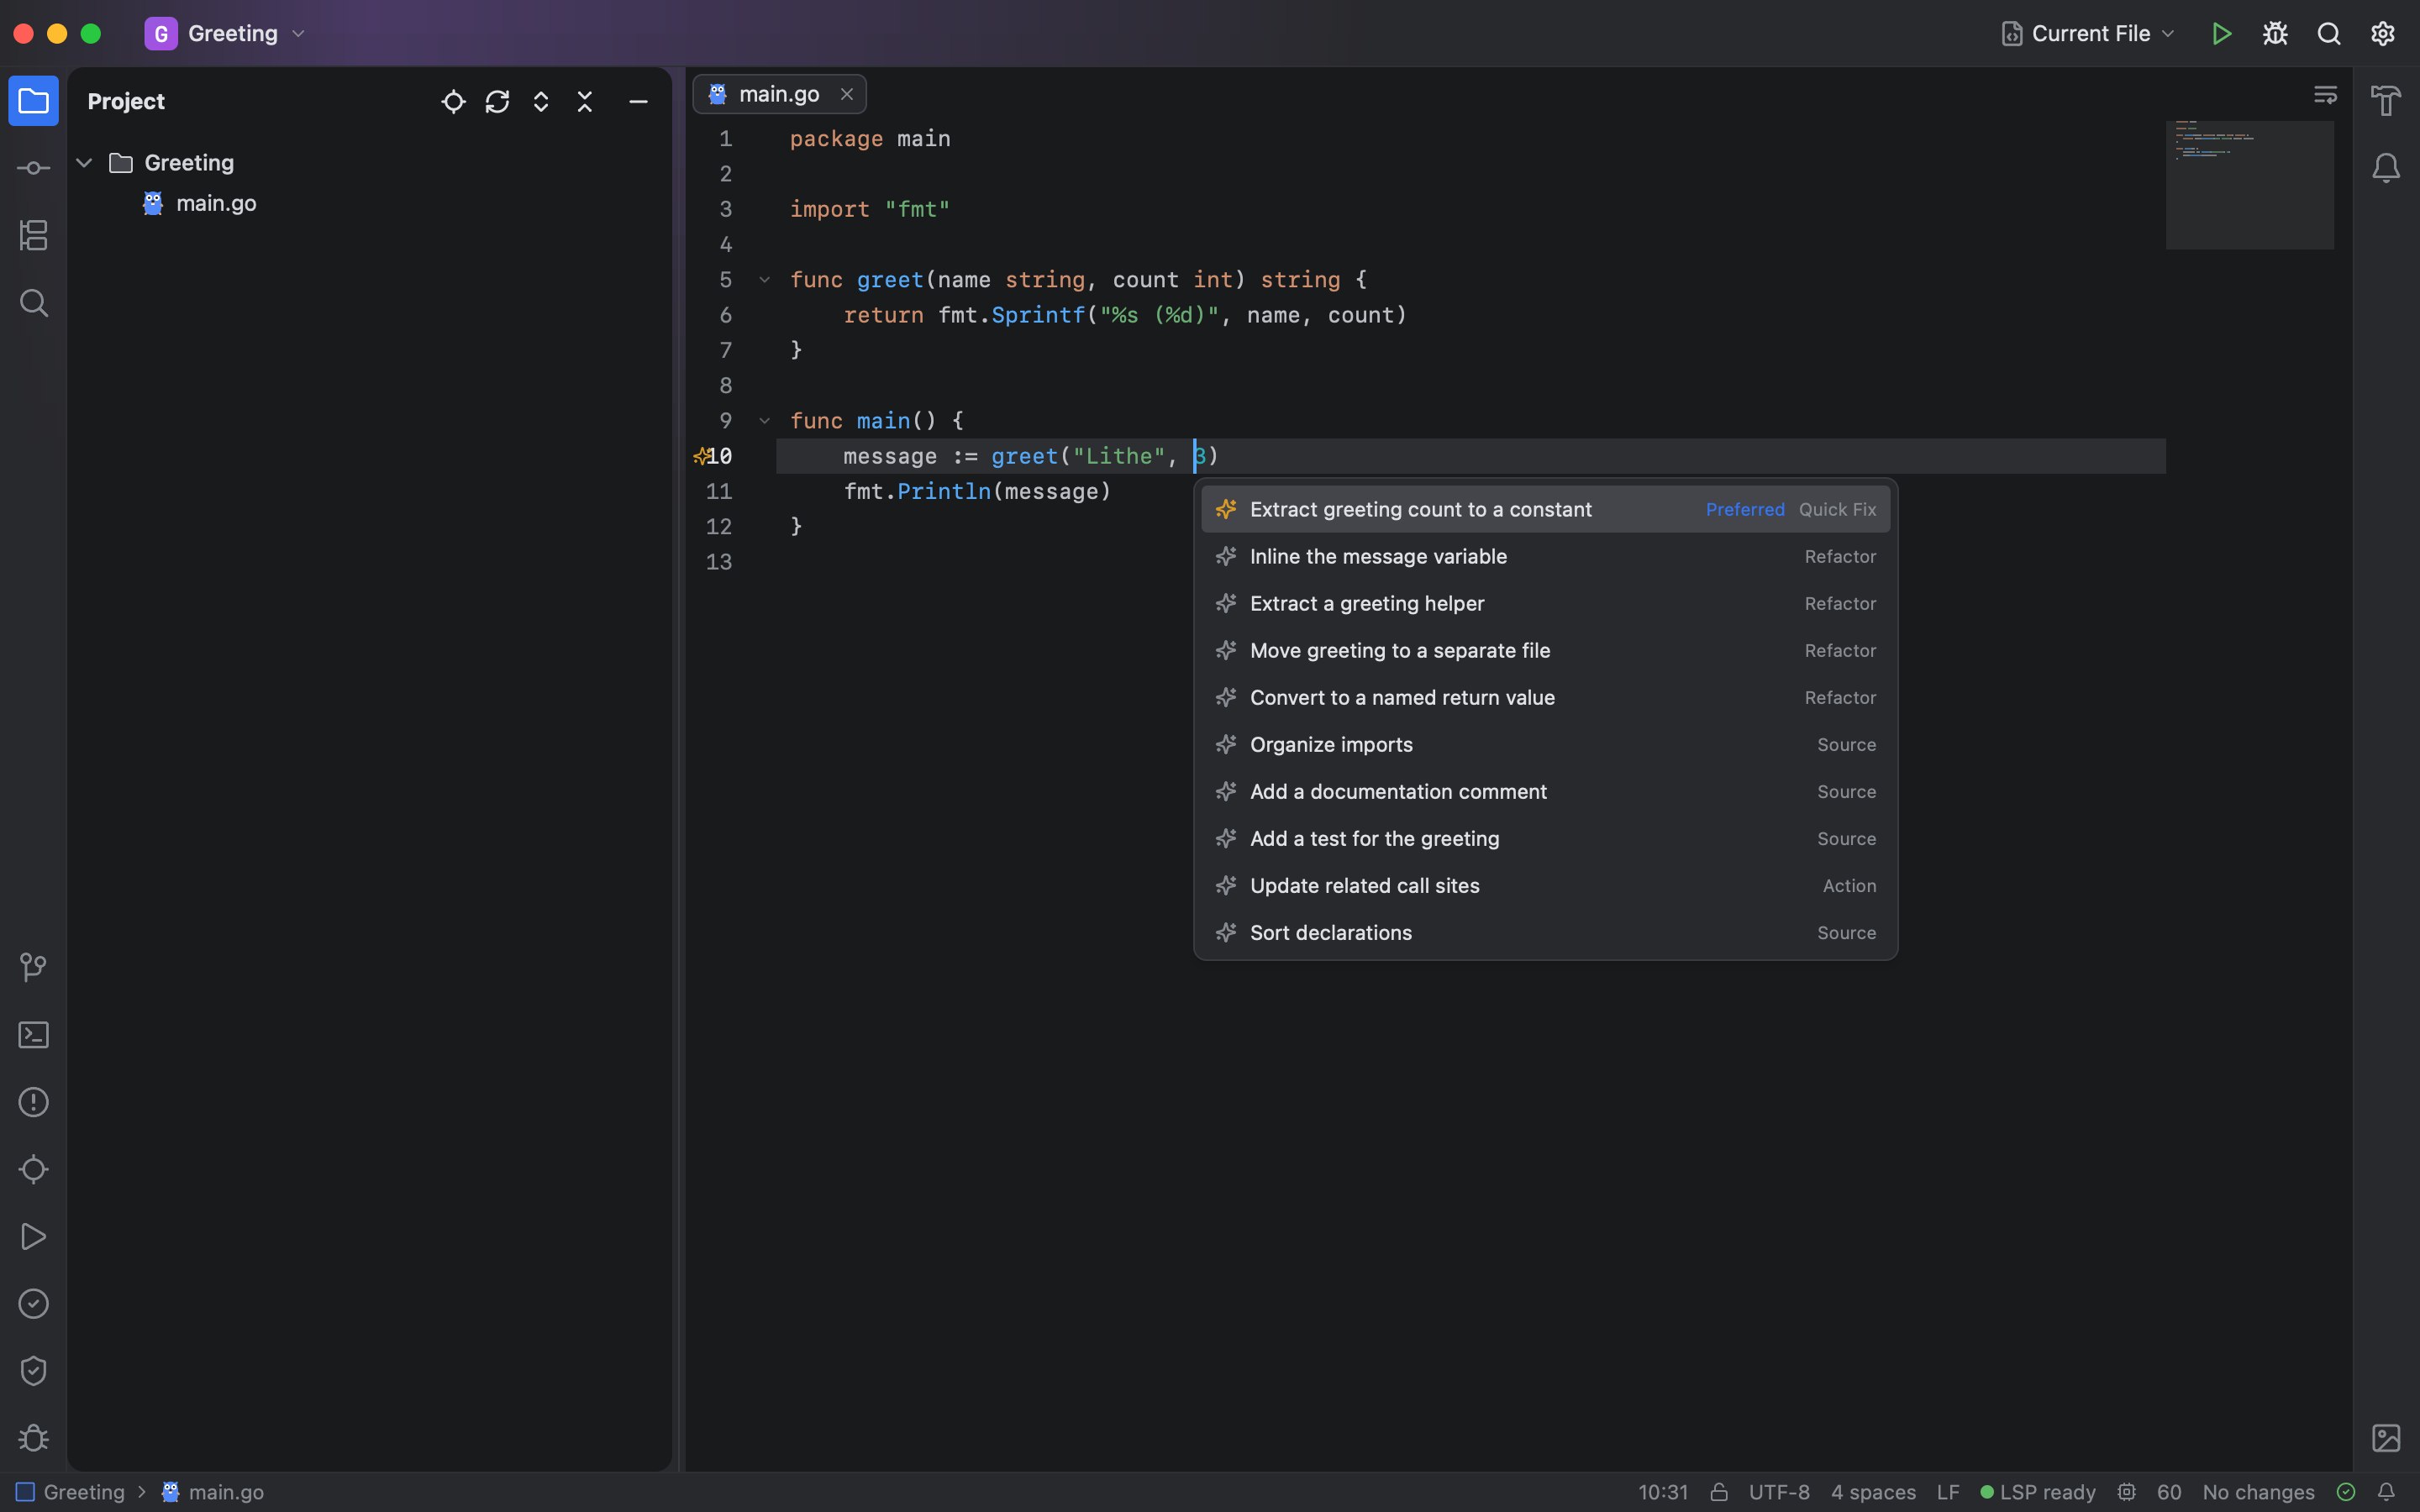 G Greeting
Current File
Project
main.go
Greeting
main.go
1 package main
2
3 import "fmt"
4
5 func greet(name string, count int) string {
6 return fmt.Sprintf("%s (%d)", name, count)
7 }
8
9 func main() {
10 message := greet("Lithe", 3)
11 fmt.Println(message)
12 }
13
Extract greeting count to a constant Preferred Quick Fix
Inline the message variable Refactor
Extract a greeting helper Refactor
Move greeting to a separate file Refactor
Convert to a named return value Refactor
Organize imports Source
Add a documentation comment Source
Add a test for the greeting Source
Update related call sites Action
Sort declarations Source
Greeting main.go 10:31 UTF-8 4 spaces LF LSP ready 60 No changes